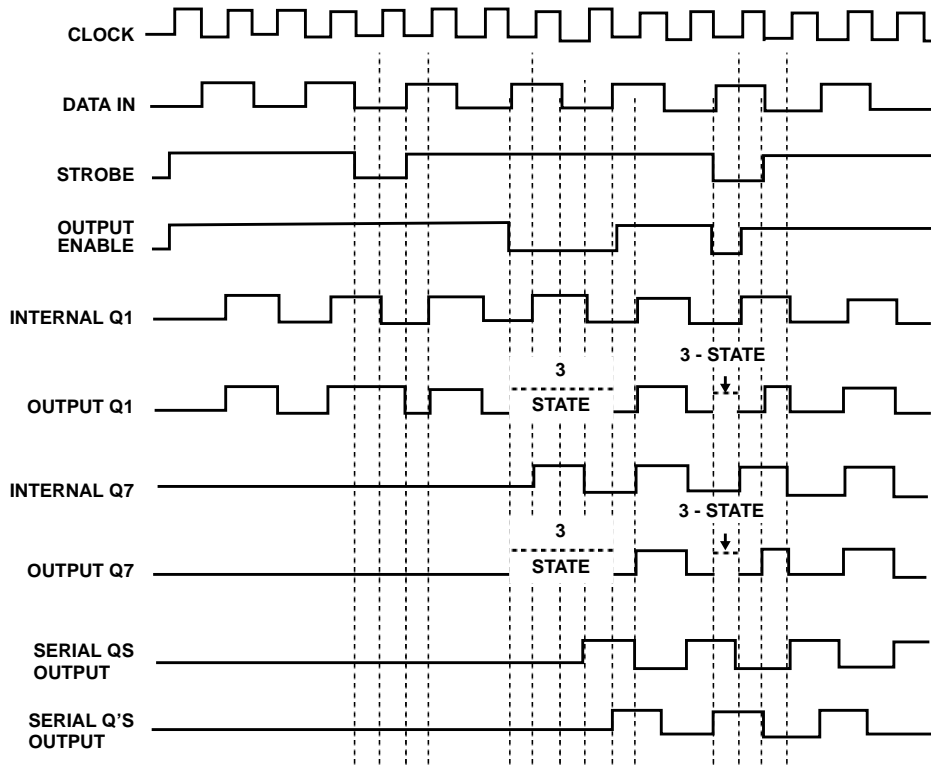 CLOCK
DATA IN
STROBE
OUTPUT
ENABLE
INTERNAL Q1
3
STATE
3 - STATE
OUTPUT Q1
INTERNAL Q7
3
STATE
3 - STATE
OUTPUT Q7
SERIAL QS
OUTPUT
SERIAL Q’S
OUTPUT